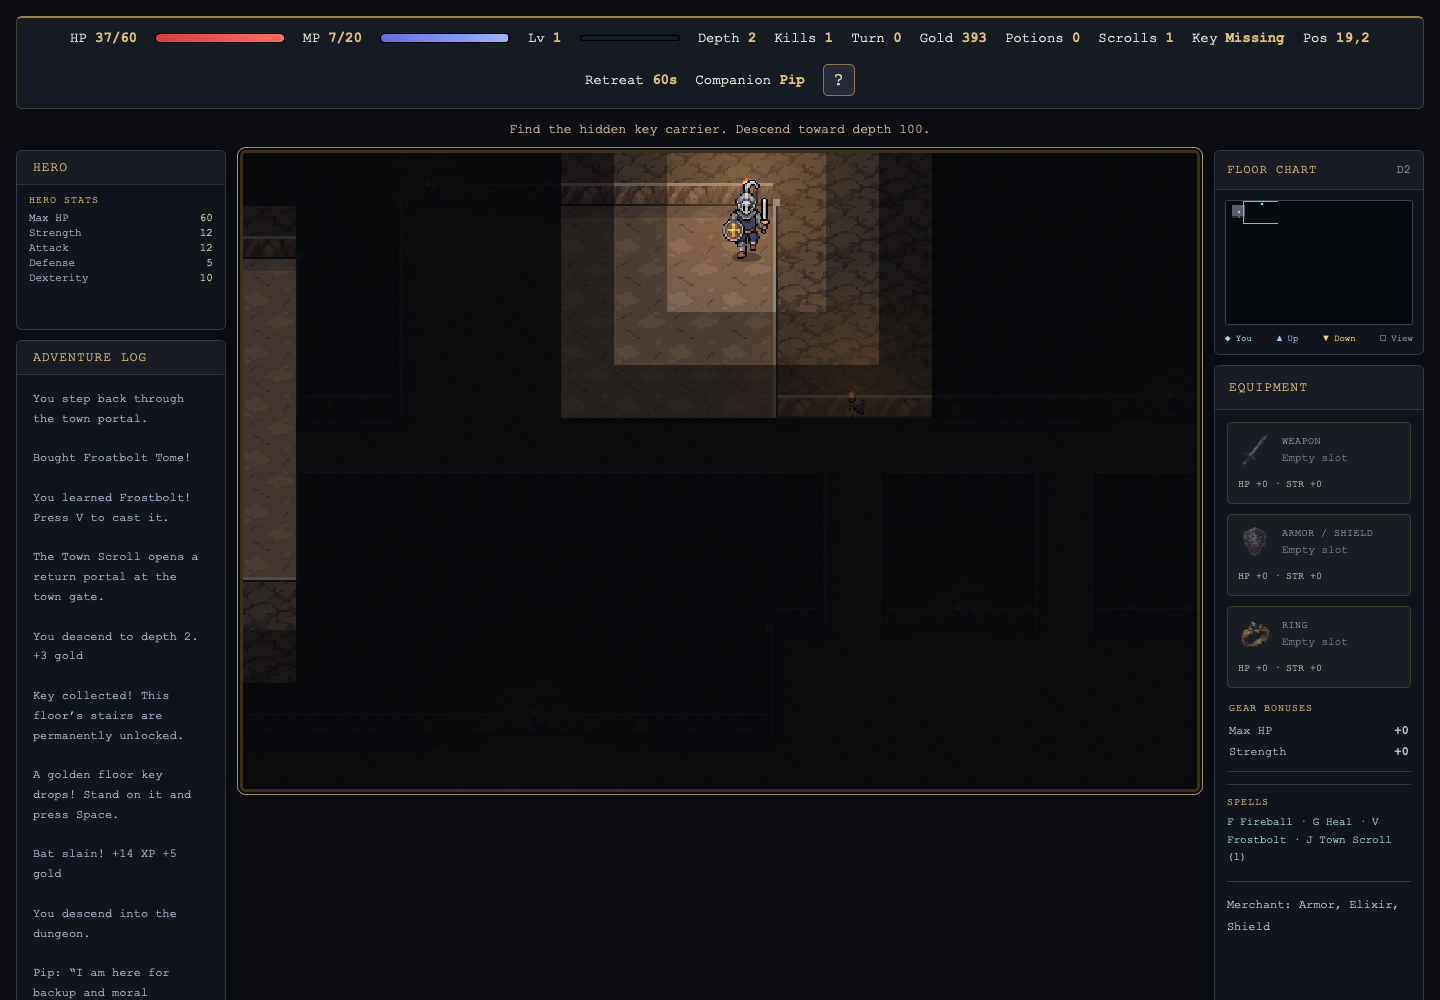 HP 37/60 MP 7/20 Lv 1 Depth 2 Kills 1 Turn 0 Gold 393 Potions 0 Scrolls 1 Key Missing Pos 19,2
Retreat 60s Companion Pip ?
Find the hidden key carrier. Descend toward depth 100.
HERO
HERO STATS
Max HP 60
Strength 12
Attack 12
Defense 5
Dexterity 10
ADVENTURE LOG
You step back through
the town portal.
Bought Frostbolt Tome!
You learned Frostbolt!
Press V to cast it.
The Town Scroll opens a
return portal at the
town gate.
You descend to depth 2.
+3 gold
Key collected! This
floor’s stairs are
permanently unlocked.
A golden floor key
drops! Stand on it and
press Space.
Bat slain! +14 XP +5
gold
You descend into the
dungeon.
Pip: “I am here for
backup and moral
FLOOR CHART D2
◆ You ▲ Up ▼ Down □ View
EQUIPMENT
WEAPON
Empty slot
HP +0 · STR +0
ARMOR / SHIELD
Empty slot
HP +0 · STR +0
RING
Empty slot
HP +0 · STR +0
GEAR BONUSES
Max HP +0
Strength +0
SPELLS
F Fireball · G Heal · V
Frostbolt · J Town Scroll
(1)
Merchant: Armor, Elixir,
Shield